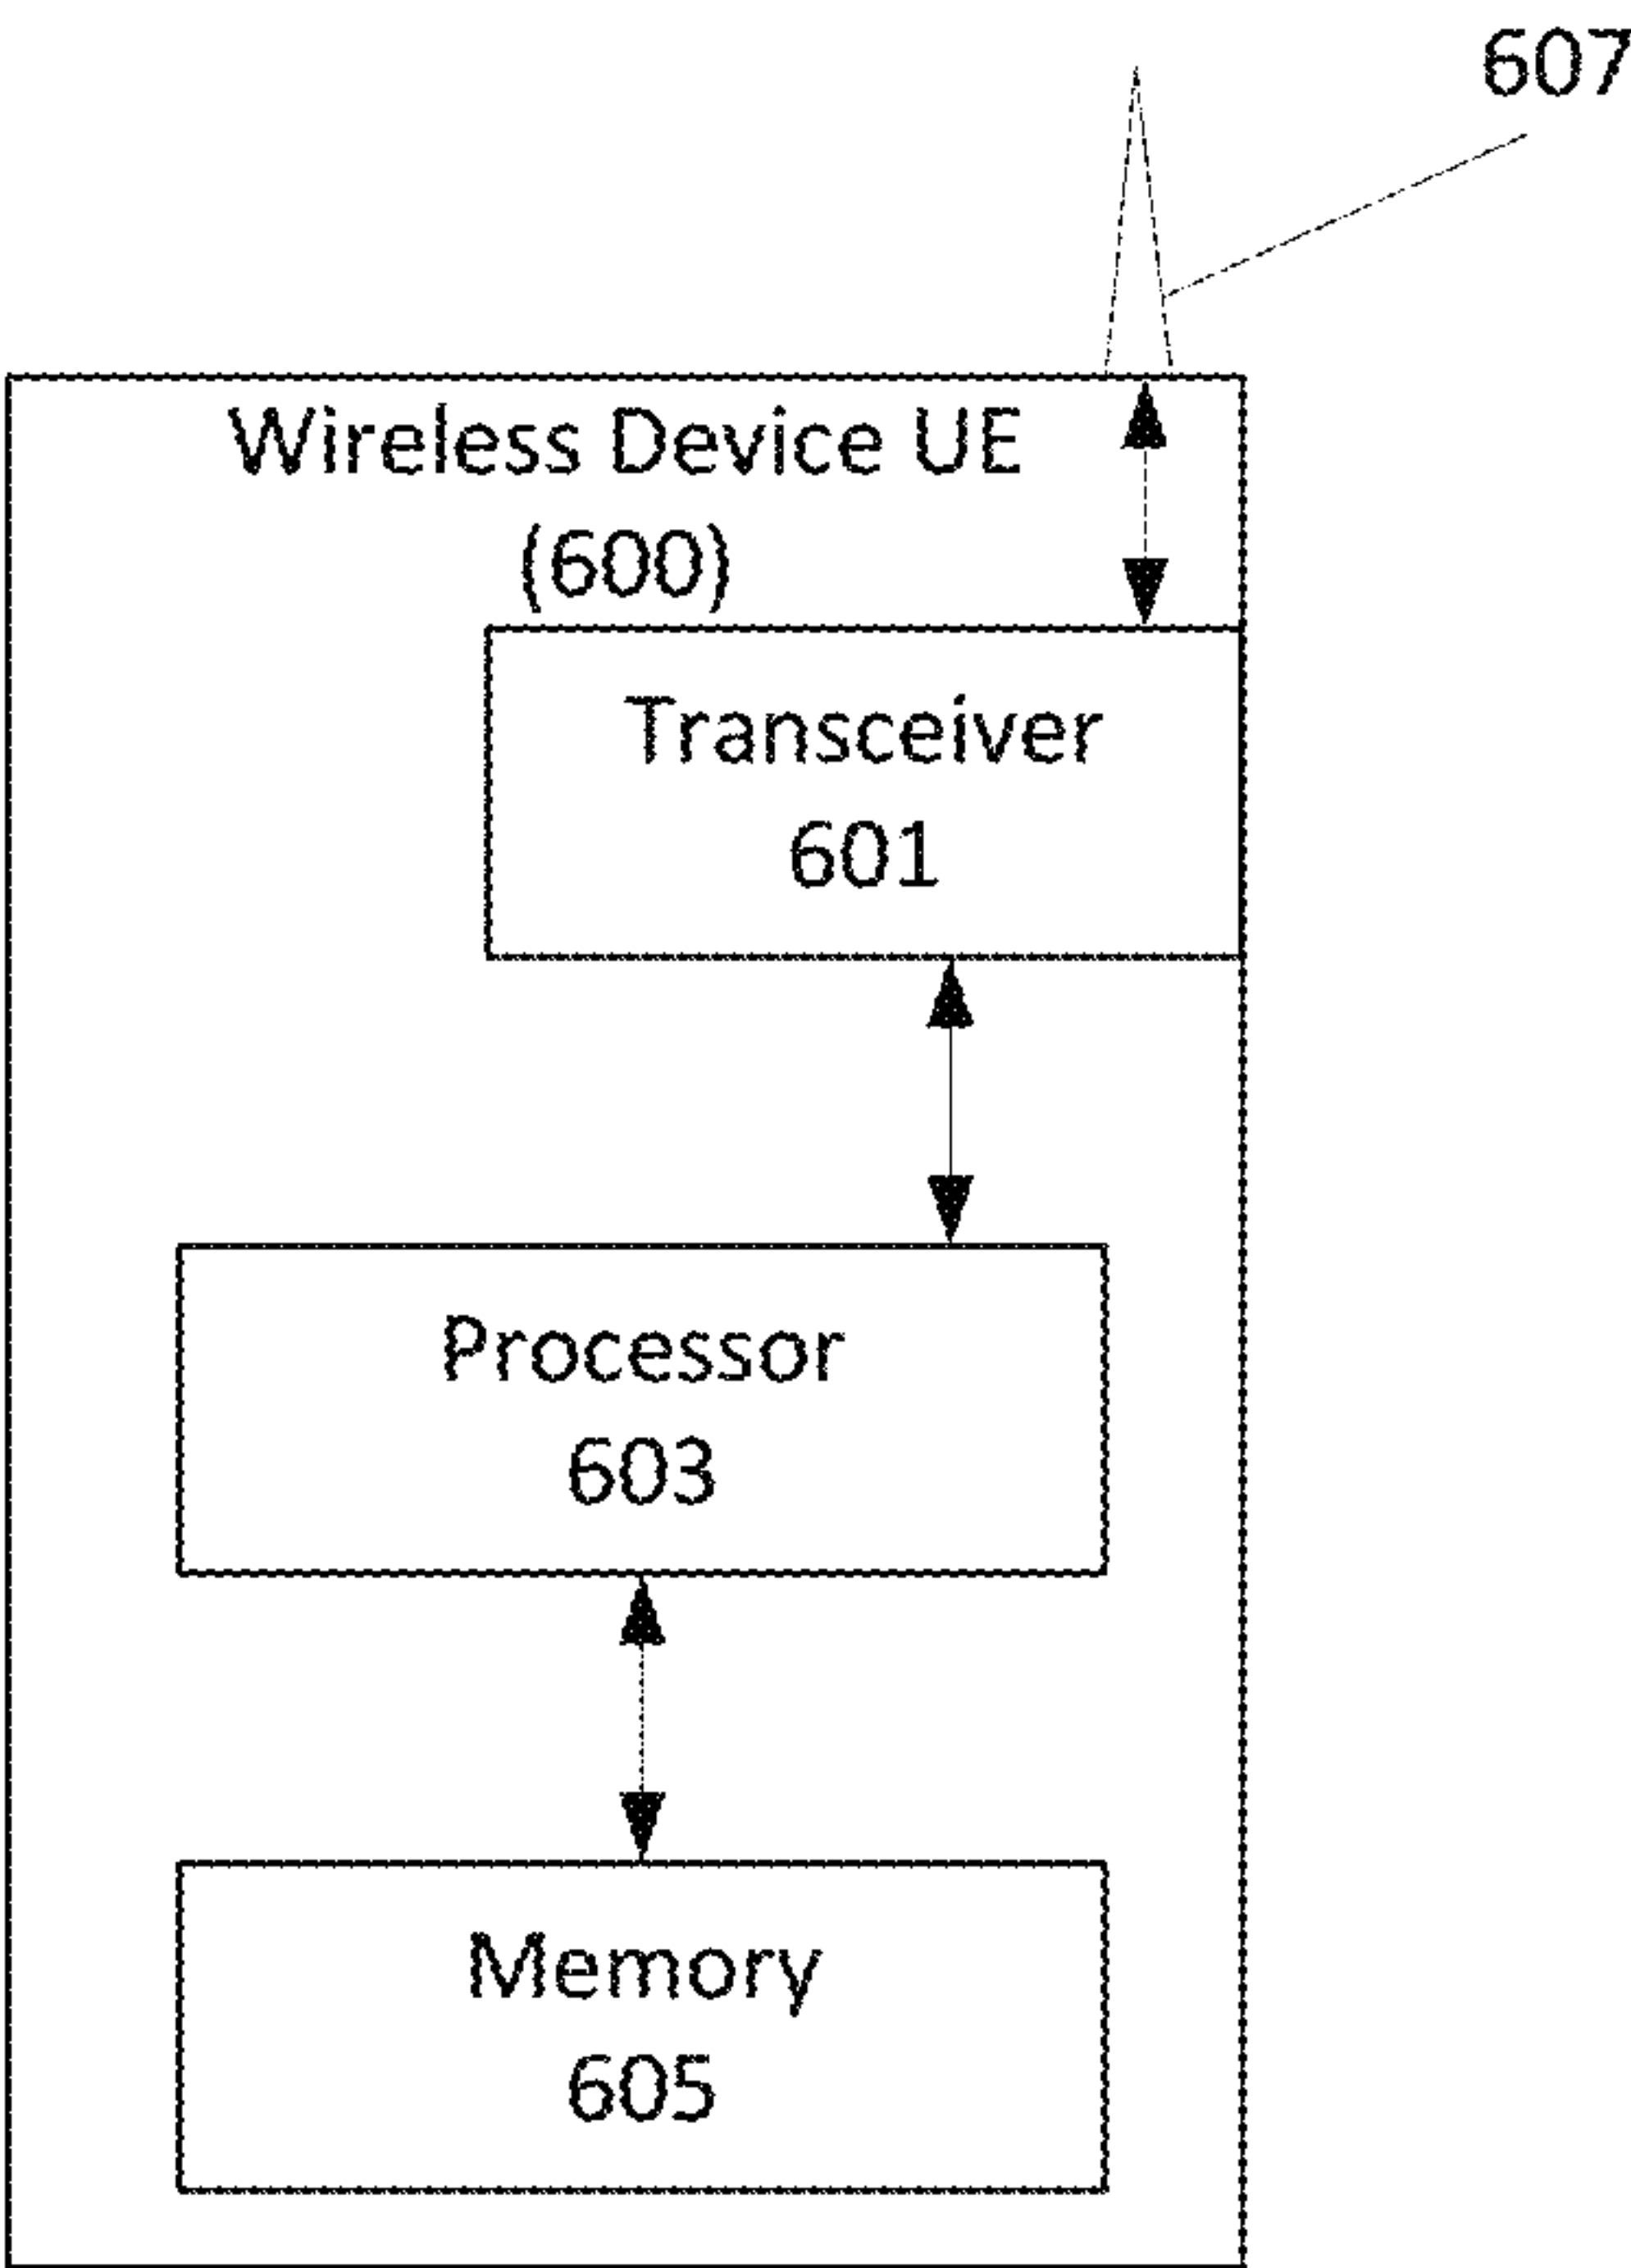 607
Wireless Device UE
(600)
Transceiver
601
Processor
603
Memory
605